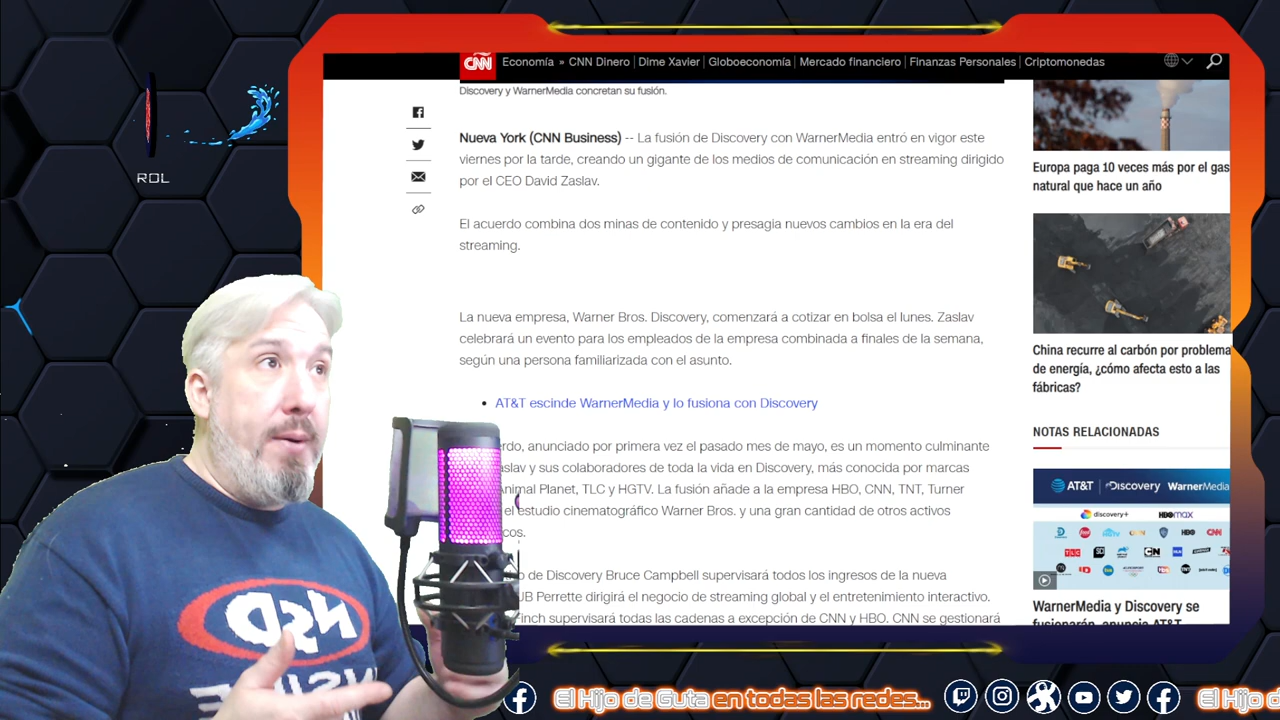 CNN
Economía » CNN Dinero | Dime Xavier | Globoeconomía | Mercado financiero | Finanzas Personales | Criptomonedas
Discovery y WarnerMedia concretan su fusión.
Nueva York (CNN Business) -- La fusión de Discovery con WarnerMedia entró en vigor este
viernes por la tarde, creando un gigante de los medios de comunicación en streaming dirigido
por el CEO David Zaslav.
El acuerdo combina dos minas de contenido y presagia nuevos cambios en la era del
streaming.
La nueva empresa, Warner Bros. Discovery, comenzará a cotizar en bolsa el lunes. Zaslav
celebrará un evento para los empleados de la empresa combinada a finales de la semana,
según una persona familiarizada con el asunto.
• AT&T escinde WarnerMedia y lo fusiona con Discovery
rdo, anunciado por primera vez el pasado mes de mayo, es un momento culminante
slav y sus colaboradores de toda la vida en Discovery, más conocida por marcas
nimal Planet, TLC y HGTV. La fusión añade a la empresa HBO, CNN, TNT, Turner
el estudio cinematográfico Warner Bros. y una gran cantidad de otros activos
cos.
o de Discovery Bruce Campbell supervisará todos los ingresos de la nueva
JB Perrette dirigirá el negocio de streaming global y el entretenimiento interactivo.
inch supervisará todas las cadenas a excepción de CNN y HBO. CNN se gestionará
Europa paga 10 veces más por el gas
natural que hace un año
China recurre al carbón por problema
de energía, ¿cómo afecta esto a las
fábricas?
NOTAS RELACIONADAS
AT&T Discovery WarnerMedia
discovery+ HBOMAX
WarnerMedia y Discovery se
fusionarán, anuncia AT&T
ROL
NSD
El Hijo de Guta en todas las redes...
El Hijo d